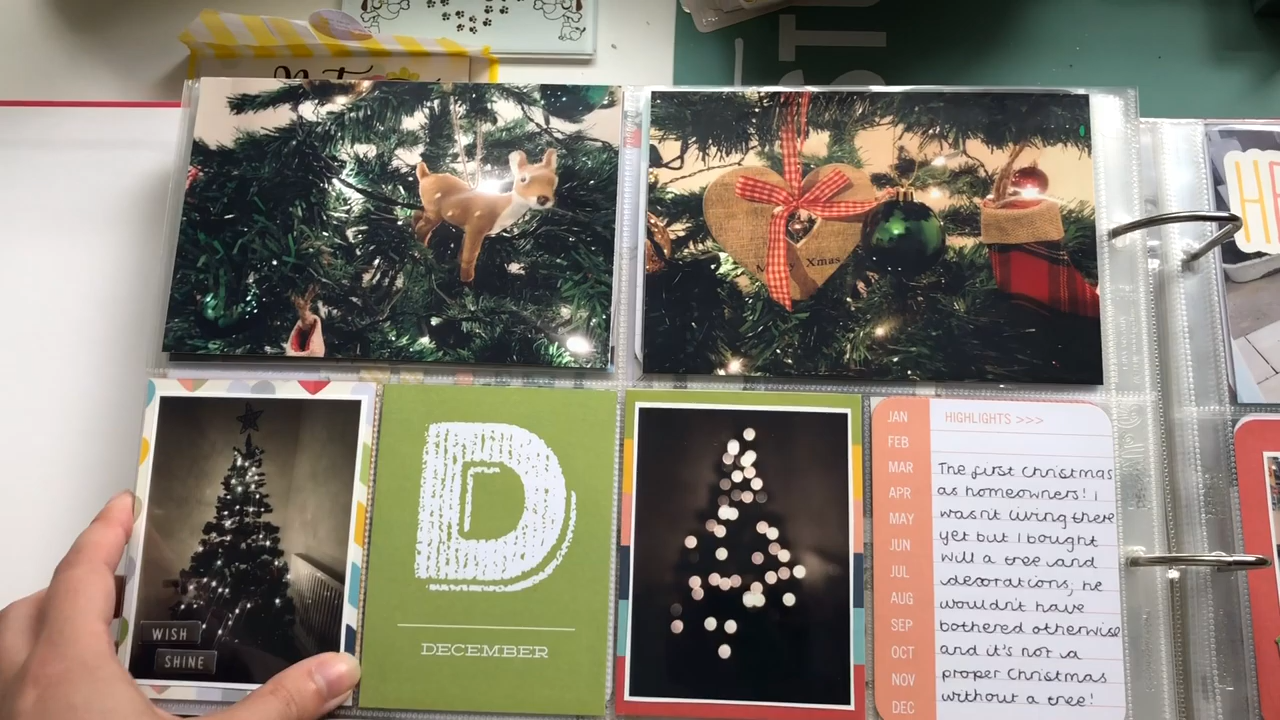 Merry Xmas
WISH
SHINE
D
DECEMBER
JAN
FEB
MAR
APR
MAY
JUN
JUL
AUG
SEP
OCT
NOV
DEC
HIGHLIGHTS >>>
The first Christmas
as homeowners! I
wasn't living there
yet but I bought
Will a tree and
decorations; he
wouldn't have
bothered otherwise
and it's not a
proper Christmas
without a tree!